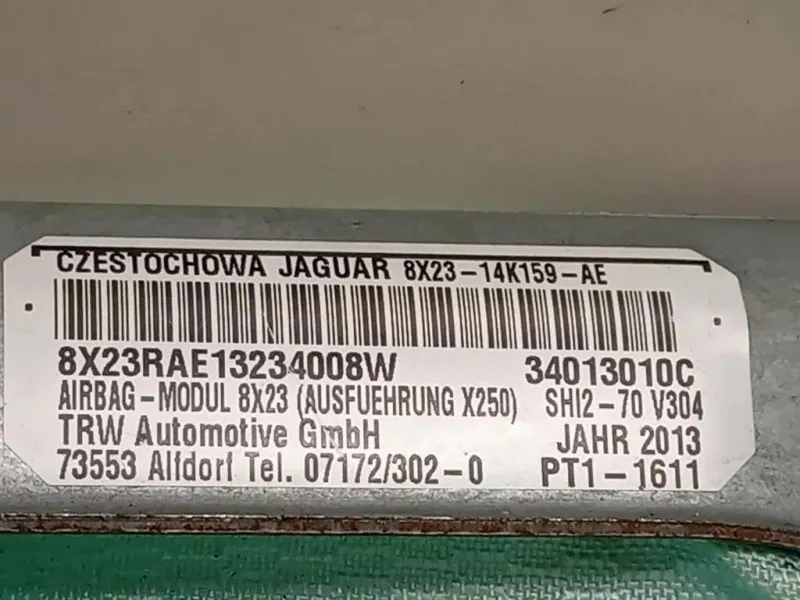 CZESTOCHOWA JAGUAR 8X23-14K159-AE
8X23RAE13234008W 34013010C
AIRBAG-MODUL 8X23 (AUSFUEHRUNG X250) SHI2-70 V304
TRW Automotive GmbH JAHR 2013
73553 Alfdorf Tel. 07172/302-0 PT1-1611